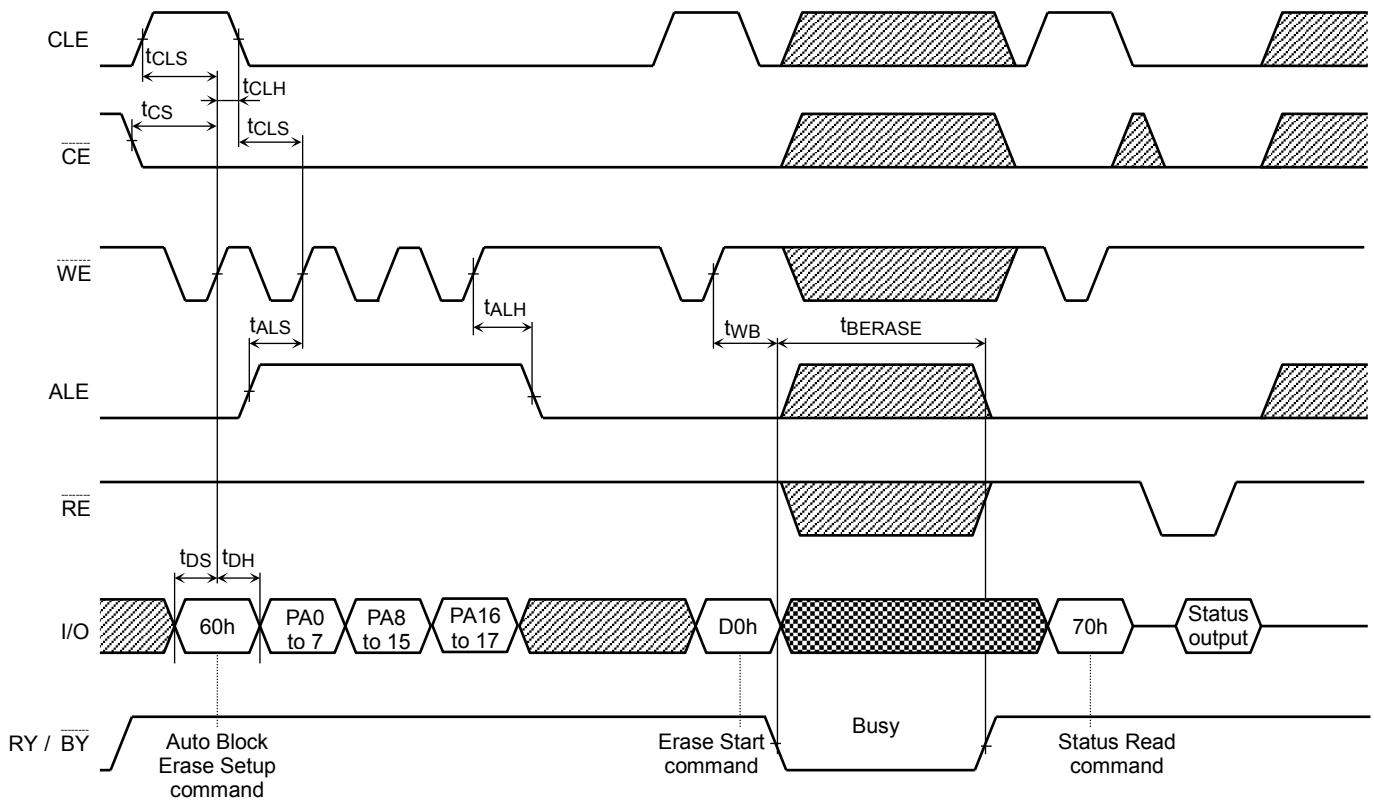 CLE
tCLS
tCLH
tCS
tCLS
CE
WE
tALS
tALH
tWB
tBERASE
ALE
RE
tDS
tDH
I/O
60h
PA0
to 7
PA8
to 15
PA16
to 17
D0h
70h
Status
output
RY / BY
Busy
Auto Block
Erase Setup
command
Erase Start
command
Status Read
command